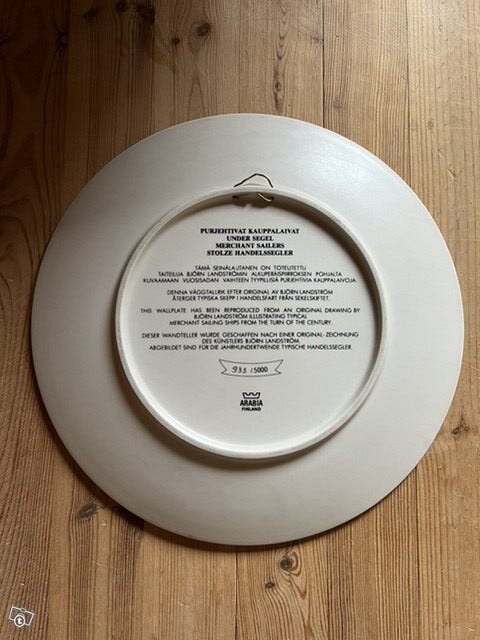 PURJEHTIVAT KAUPPALAIVAT
UNDER SEGEL
MERCHANT SAILERS
STOLZE HANDELSSEGLER
TÄMÄ SEINÄLAUTANEN ON TOTEUTETTU
TAITEILIJA BJÖRN LANDSTRÖMIN ALKUPERÄISPIIRROKSEN POHJALTA
KUVAAMAAN VUOSISADAN VAIHTEEN TYYPILLISIÄ PURJEHTIVIA KAUPPALAIVOJA.
DENNA VÄGGTALLRIK EFTER ORIGINAL AV BJÖRN LANDSTRÖM
ÅTERGER TYPISKA SKEPP I HANDELSFART FRÅN SEKELSKIFTET.
THIS WALLPLATE HAS BEEN REPRODUCED FROM AN ORIGINAL DRAWING BY
BJÖRN LANDSTRÖM ILLUSTRATING TYPICAL
MERCHANT SAILING SHIPS FROM THE TURN OF THE CENTURY.
DIESER WANDTELLER WURDE GESCHAFFEN NACH EINER ORIGINAL-ZEICHNUNG
DES KÜNSTLERS BJÖRN LANDSTRÖM.
ABGEBILDET SIND FÜR DIE JAHRHUNDERTWENDE TYPISCHE HANDELSSEGLER.
935 /5000
ARABIA
FINLAND